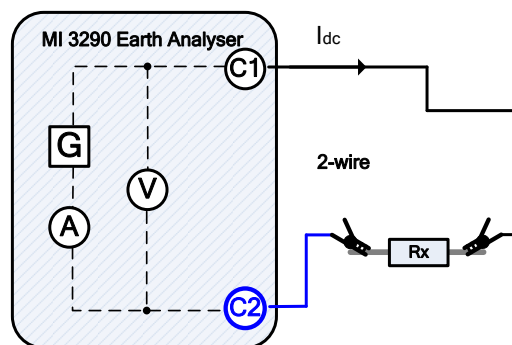 MI 3290 Earth Analyser
C1
Idc
G
2-wire
V
A
Rx
C2